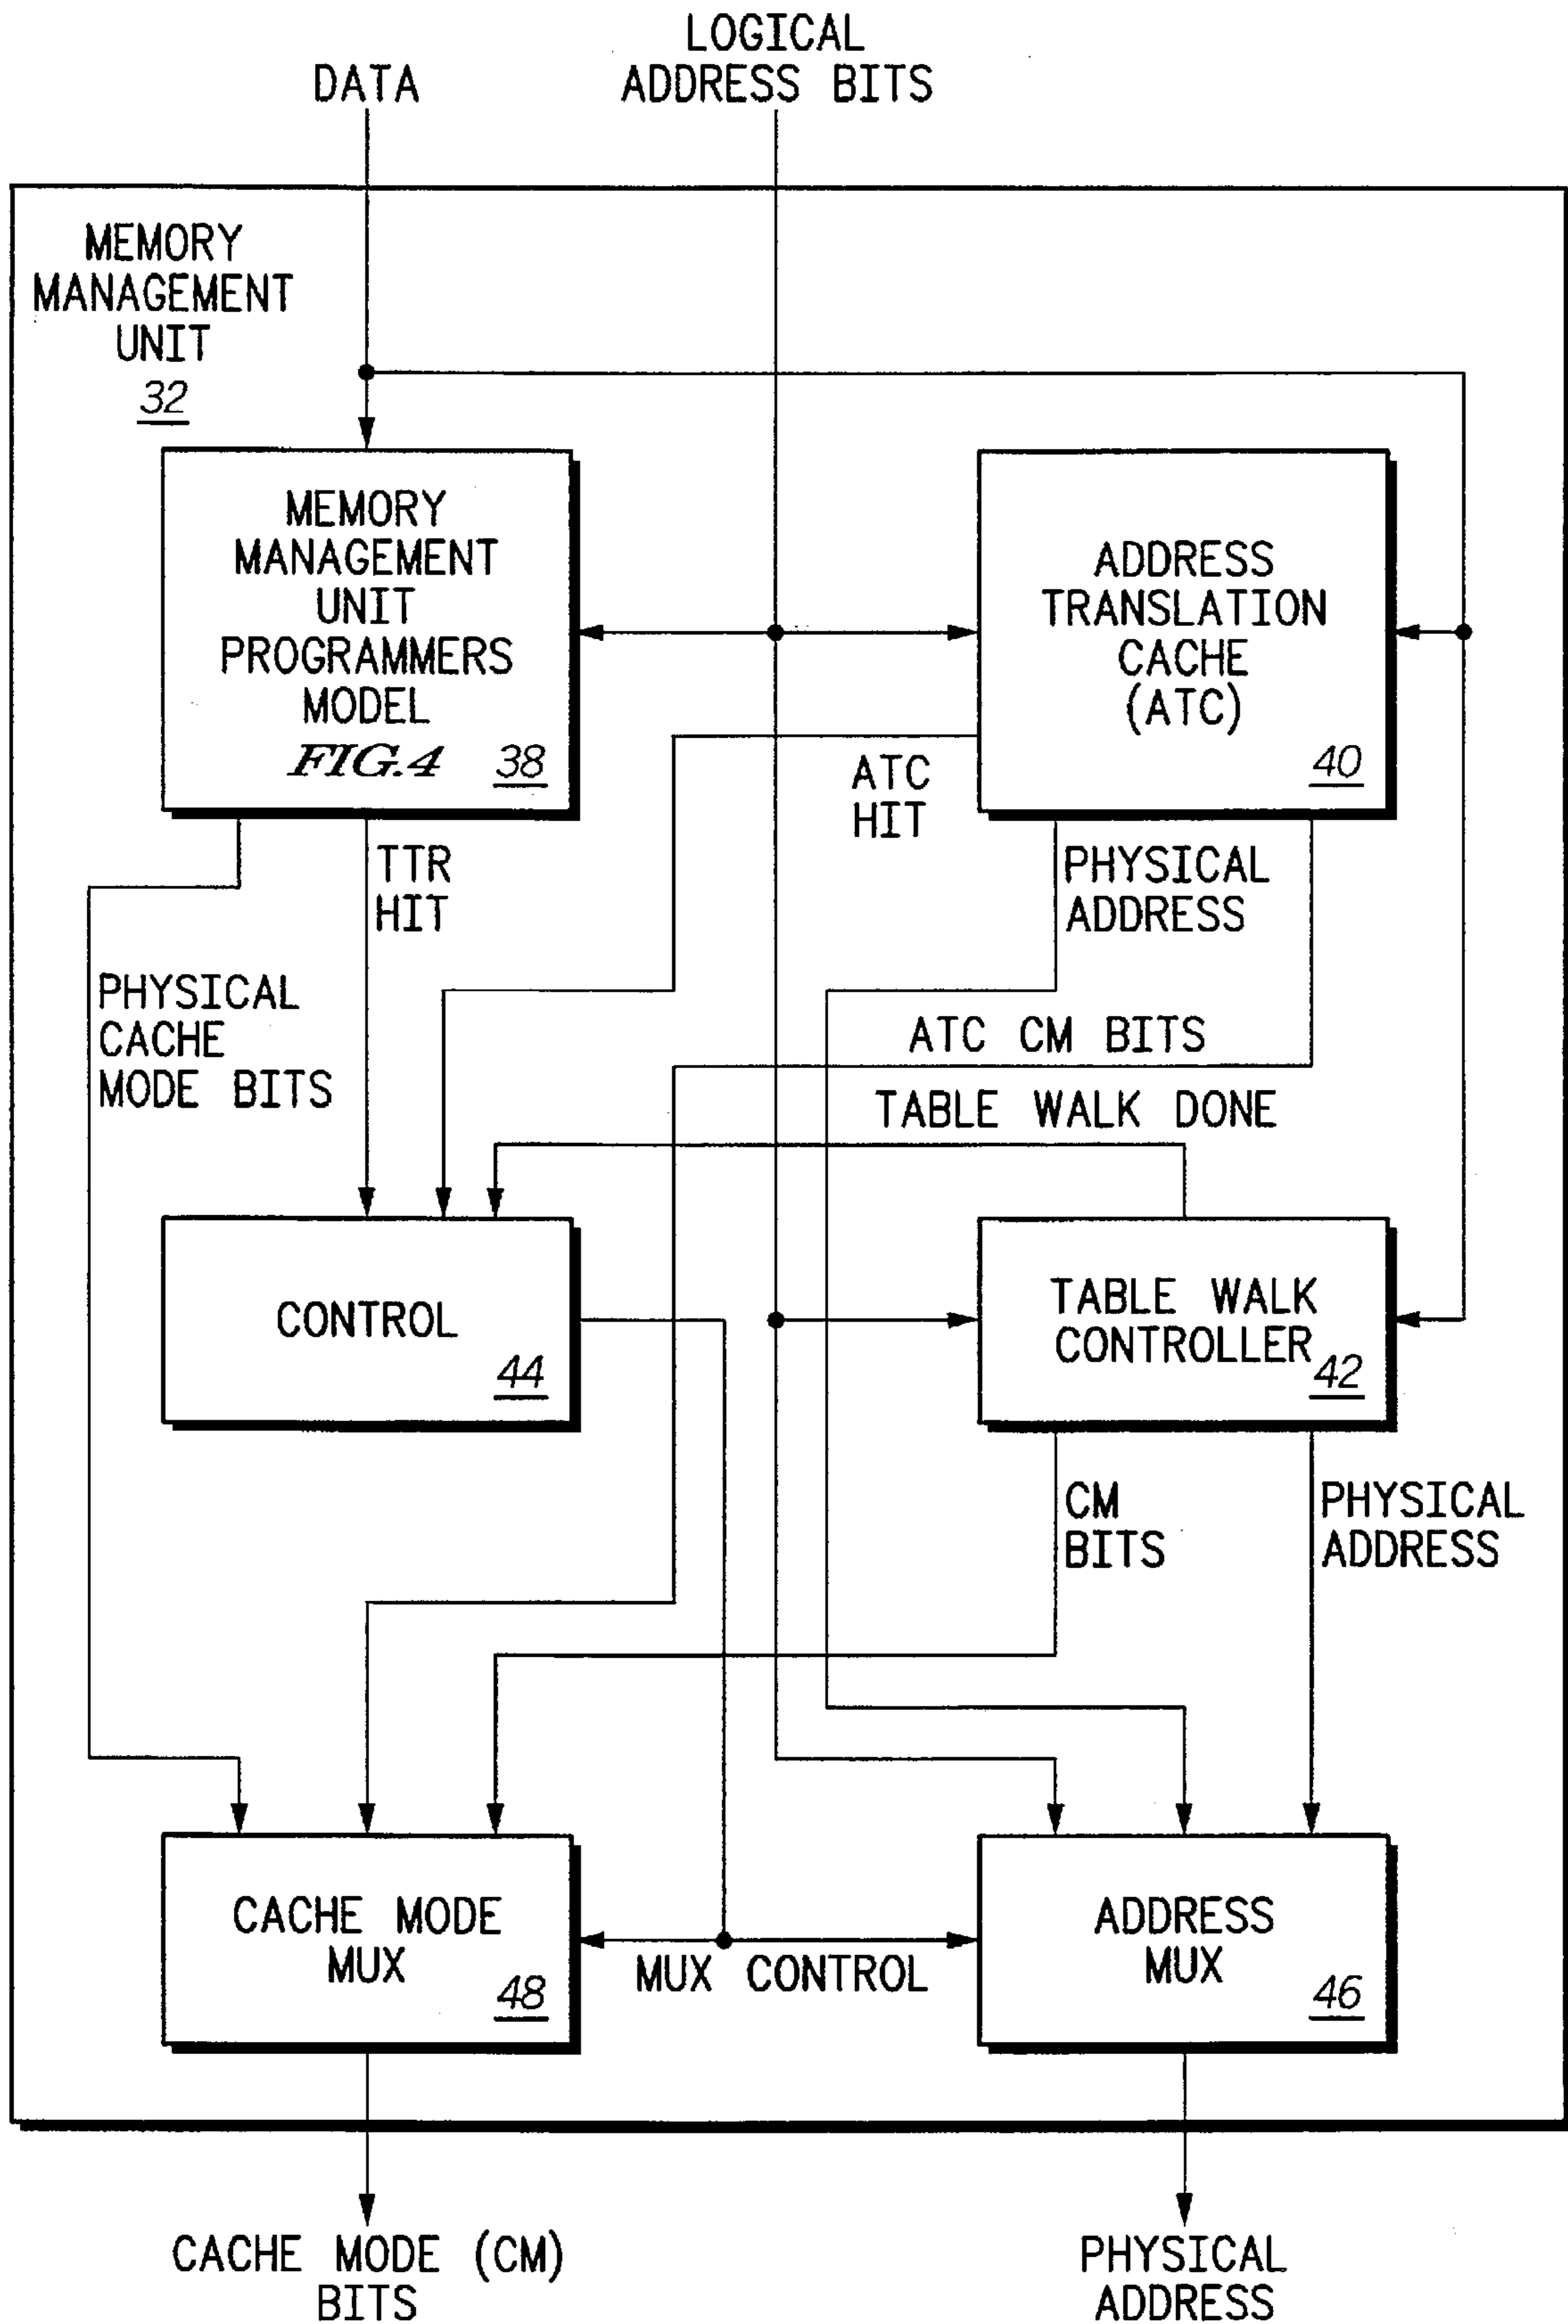 DATA
LOGICAL
ADDRESS BITS
MEMORY
MANAGEMENT
UNIT
32
MEMORY
MANAGEMENT
UNIT
PROGRAMMERS
MODEL
FIG.4
38
ADDRESS
TRANSLATION
CACHE
(ATC)
40
ATC
HIT
TTR
HIT
PHYSICAL
ADDRESS
PHYSICAL
CACHE
MODE BITS
ATC CM BITS
TABLE WALK DONE
CONTROL
44
TABLE WALK
CONTROLLER
42
CM
BITS
PHYSICAL
ADDRESS
CACHE MODE
MUX
48
MUX CONTROL
ADDRESS
MUX
46
CACHE MODE (CM)
BITS
PHYSICAL
ADDRESS